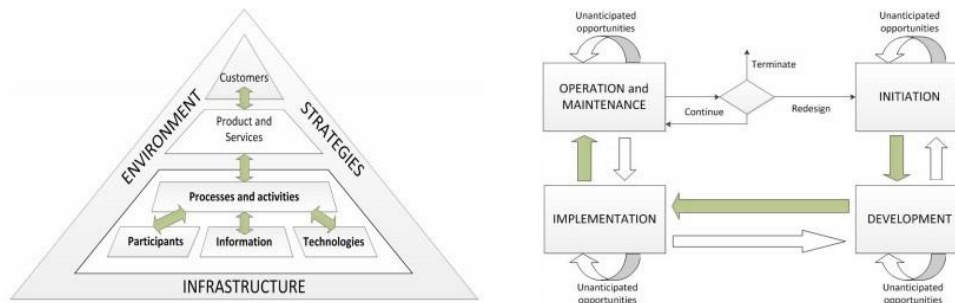 Customers
Product and
Services
ENVIRONMENT
STRATEGIES
Processes and activities
Participants
Information
Technologies
INFRASTRUCTURE
Unanticipated
opportunities
Unanticipated
opportunities
Terminate
OPERATION and
MAINTENANCE
Continue
Redesign
INITIATION
IMPLEMENTATION
DEVELOPMENT
Unanticipated
opportunities
Unanticipated
opportunities